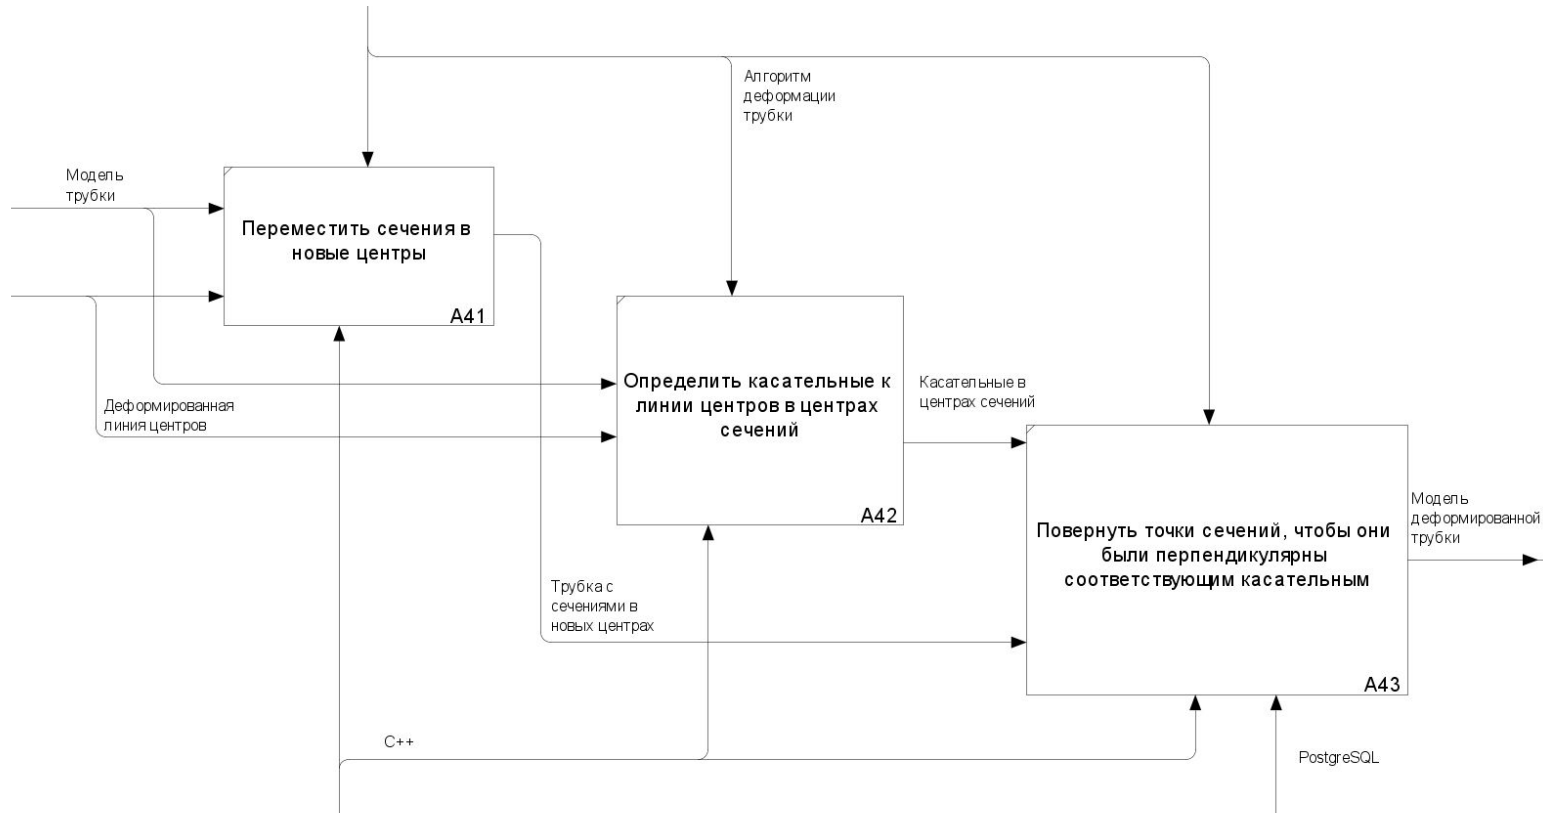 Алгоритм
деформации
трубки
Модель
трубки
Переместить сечения в
новые центры
A41
Деформированная
линия центров
Определить касательные к
линии центров в центрах
сечений
A42
Касательные в
центрах сечений
Трубка с
сечениями в
новых центрах
Повернуть точки сечений, чтобы они
были перпендикулярны
соответствующим касательным
A43
Модель
деформированной
трубки
C++
PostgreSQL